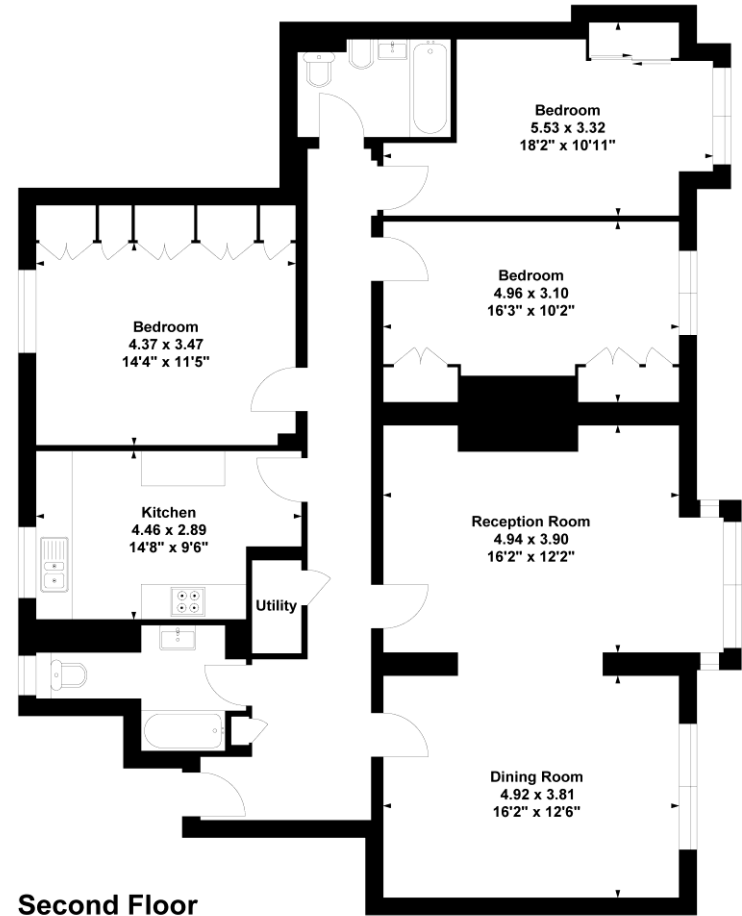 Bedroom
5.53 x 3.32
18'2" x 10'11"
Bedroom
4.96 x 3.10
16'3" x 10'2"
Bedroom
4.37 x 3.47
14'4" x 11'5"
Kitchen
4.46 x 2.89
14'8" x 9'6"
Reception Room
4.94 x 3.90
16'2" x 12'2"
Utility
Dining Room
4.92 x 3.81
16'2" x 12'6"
Second Floor